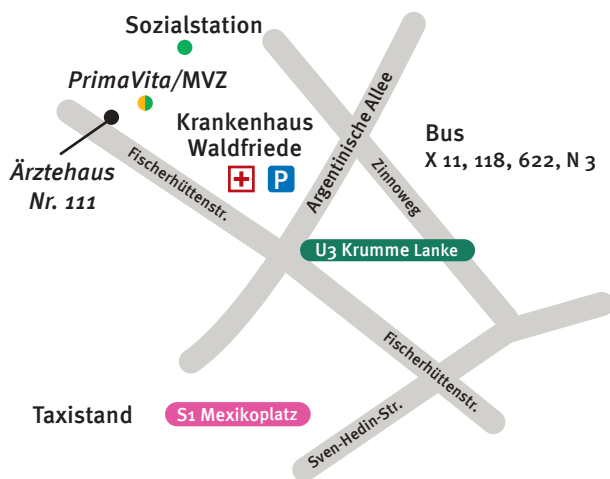 Sozialstation
PrimaVita/MVZ
Krankenhaus
Waldfriede
P
Ärztehaus
Nr. 111
Fischerhüttenstr.
Argentinische Allee
Zinnoweg
Bus
X 11, 118, 622, N 3
U3 Krumme Lanke
Fischerhüttenstr.
Sven-Hedin-Str.
Taxistand
S1 Mexikoplatz